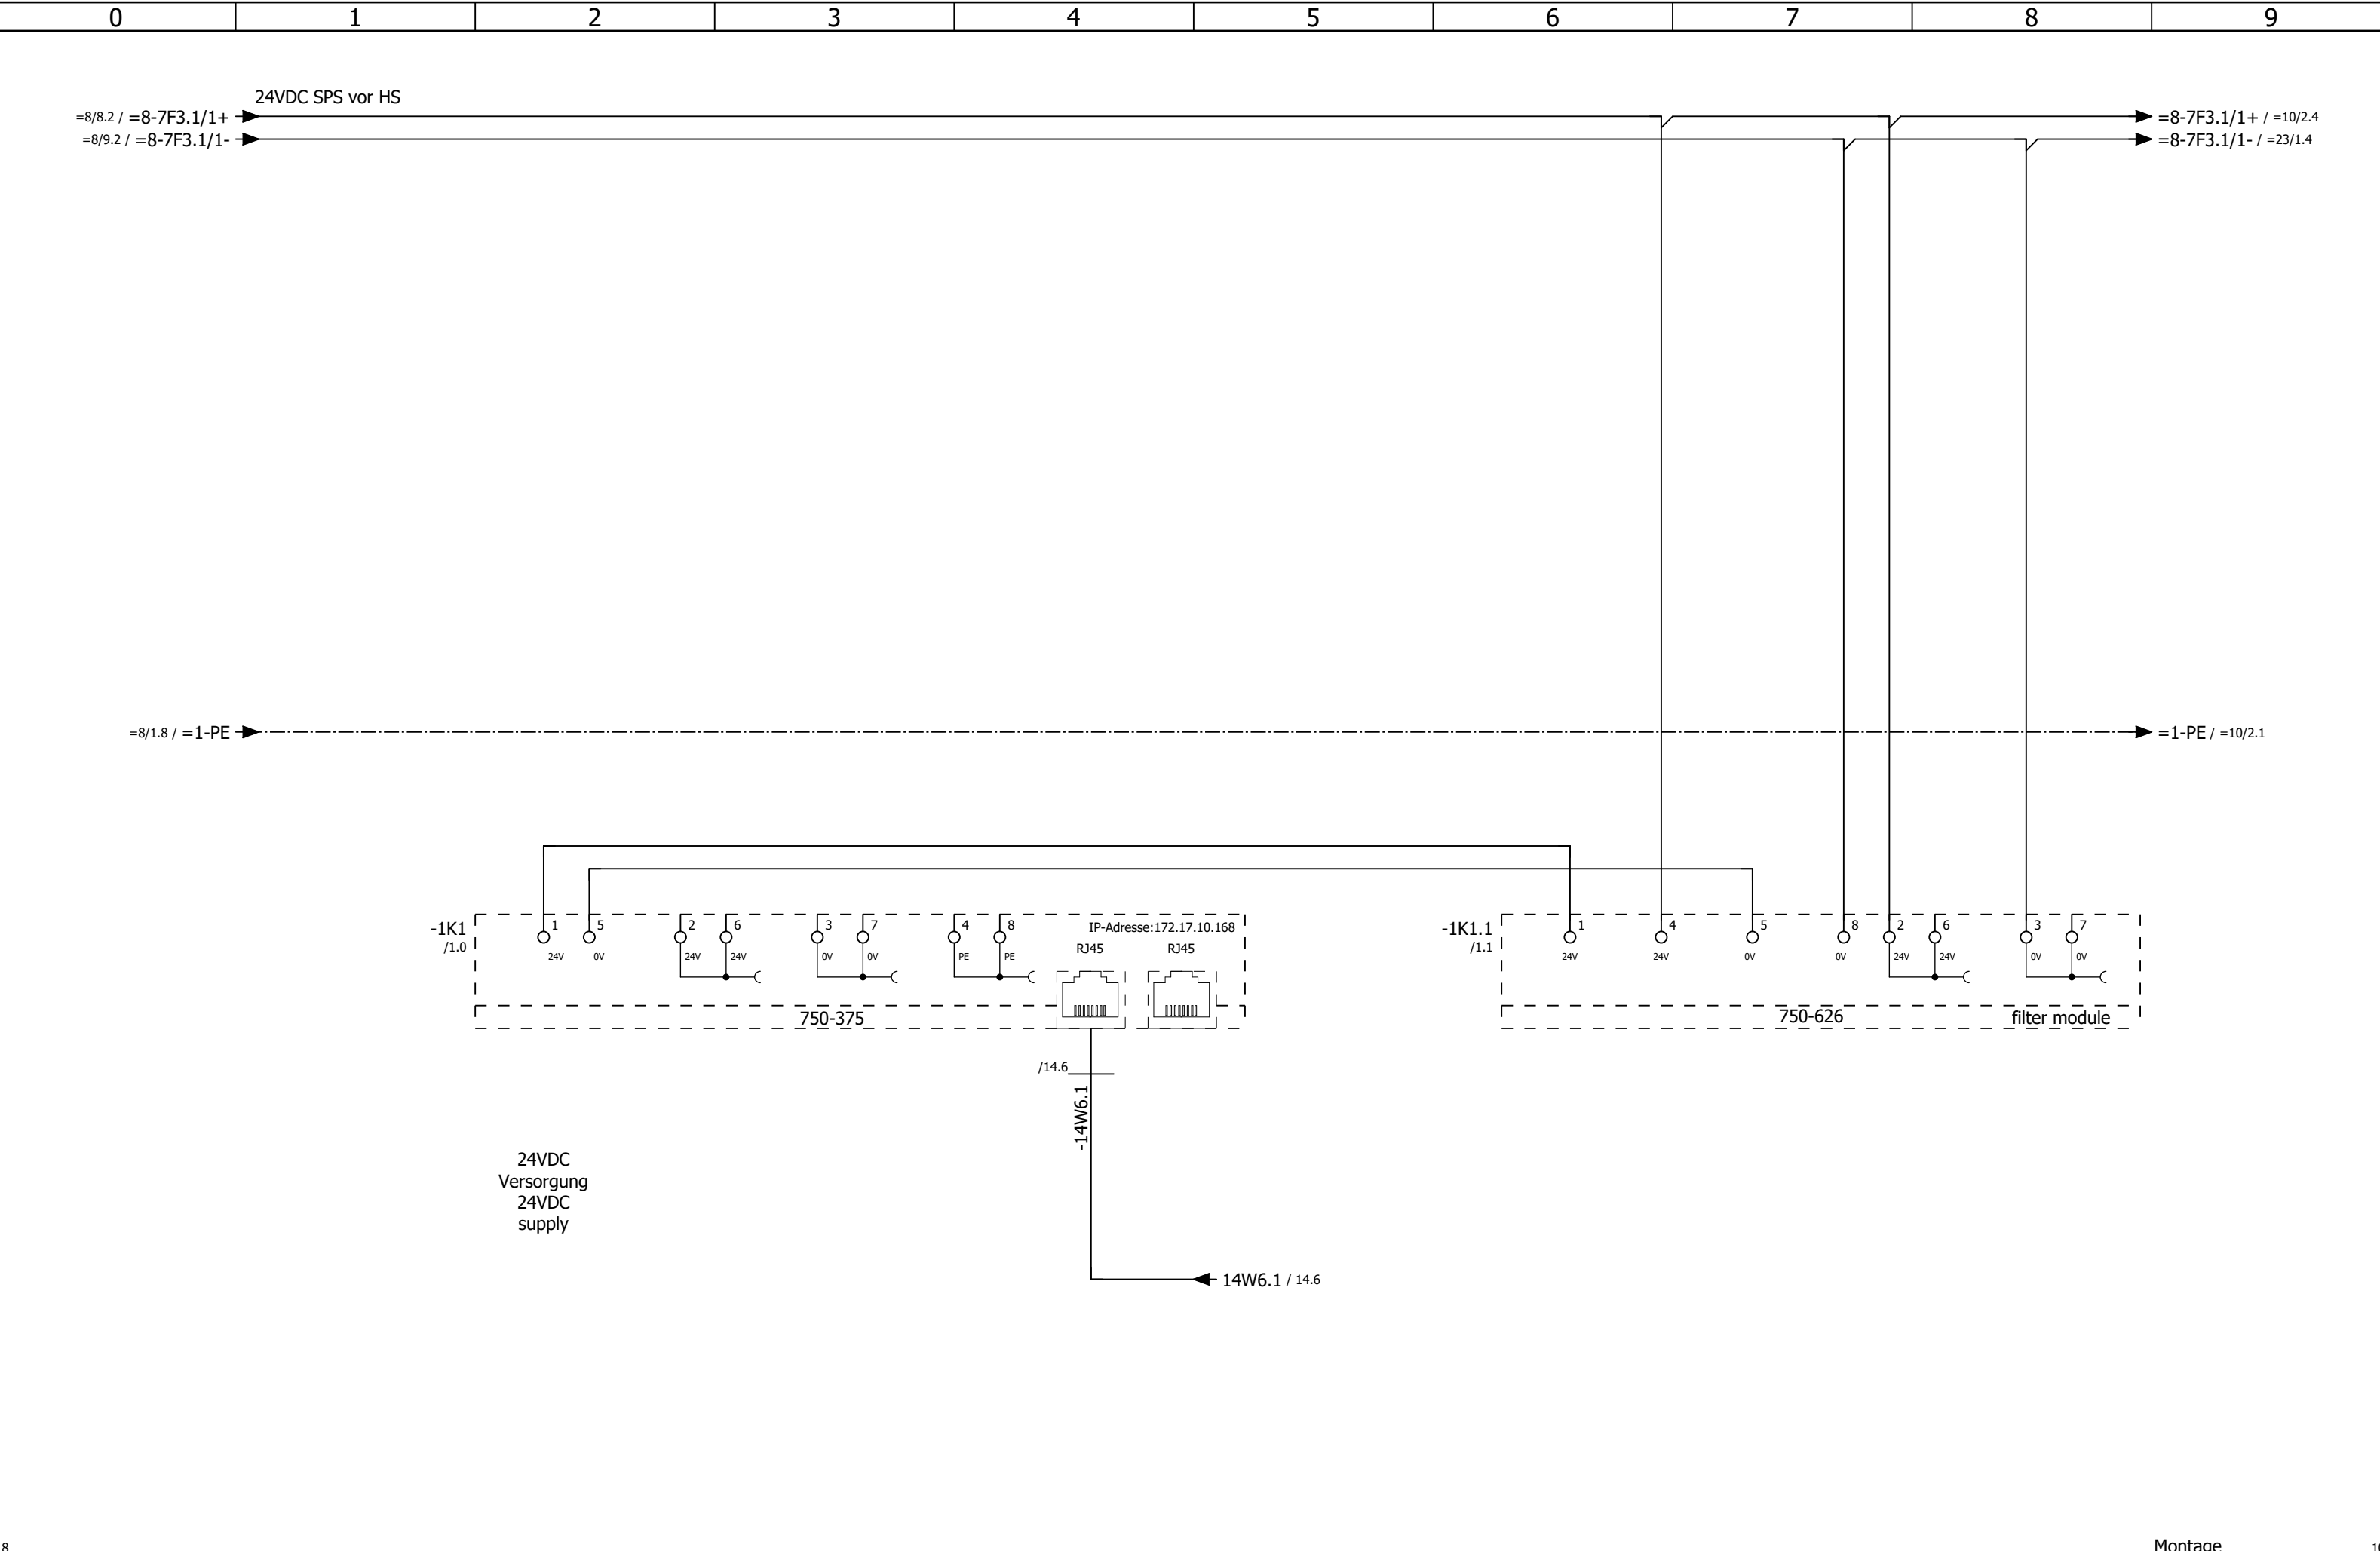 0 1 2 3 4 5 6 7 8 9
24VDC SPS vor HS
=8/8.2 / =8-7F3.1/1+
=8-7F3.1/1+ / =10/2.4
=8/9.2 / =8-7F3.1/1-
=8-7F3.1/1- / =23/1.4
=8/1.8 / =1-PE
=1-PE / =10/2.1
-1K1
/1.0
1 5 2 6 3 7 4 8
IP-Adresse:172.17.10.168
RJ45 RJ45
24V 0V 24V 24V 0V 0V PE PE
750-375
-1K1.1
/1.1
1 4 5 8 2 6 3 7
24V 24V 0V 0V 24V 24V 0V 0V
750-626
filter module
/14.6
-14W6.1
24VDC
Versorgung
24VDC
supply
14W6.1 / 14.6
8
Montage